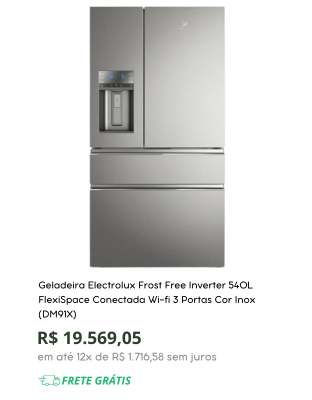 Geladeira Electrolux Frost Free Inverter 540L
FlexiSpace Conectada Wi-fi 3 Portas Cor Inox
(DM91X)
R$ 19.569,05
em até 12x de R$ 1.716,58 sem juros
FRETE GRÁTIS